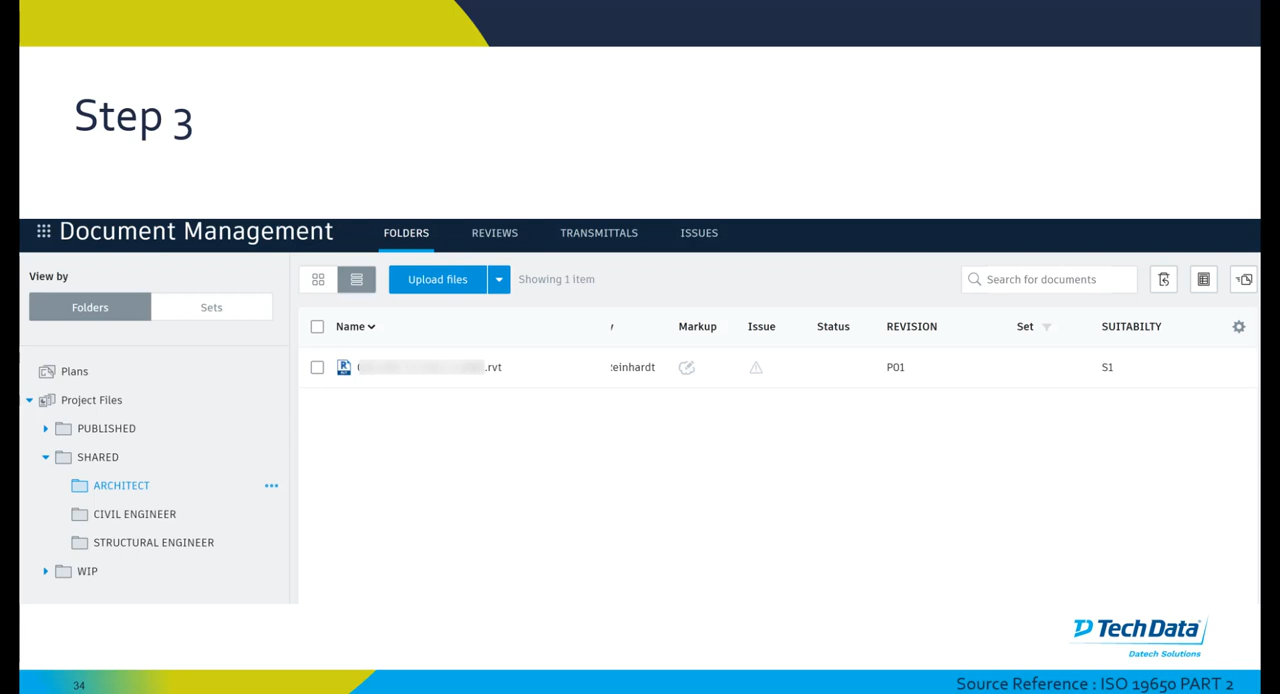 Step 3
Document Management FOLDERS REVIEWS TRANSMITTALS ISSUES
View by
Folders Sets
Upload files Showing 1 item Search for documents
Name Markup Issue Status REVISION Set SUITABILTY
.rvt einhardt P01 S1
Plans
Project Files
PUBLISHED
SHARED
ARCHITECT
CIVIL ENGINEER
STRUCTURAL ENGINEER
WIP
TechData
Datech Solutions
34 Source Reference : ISO 19650 PART 2